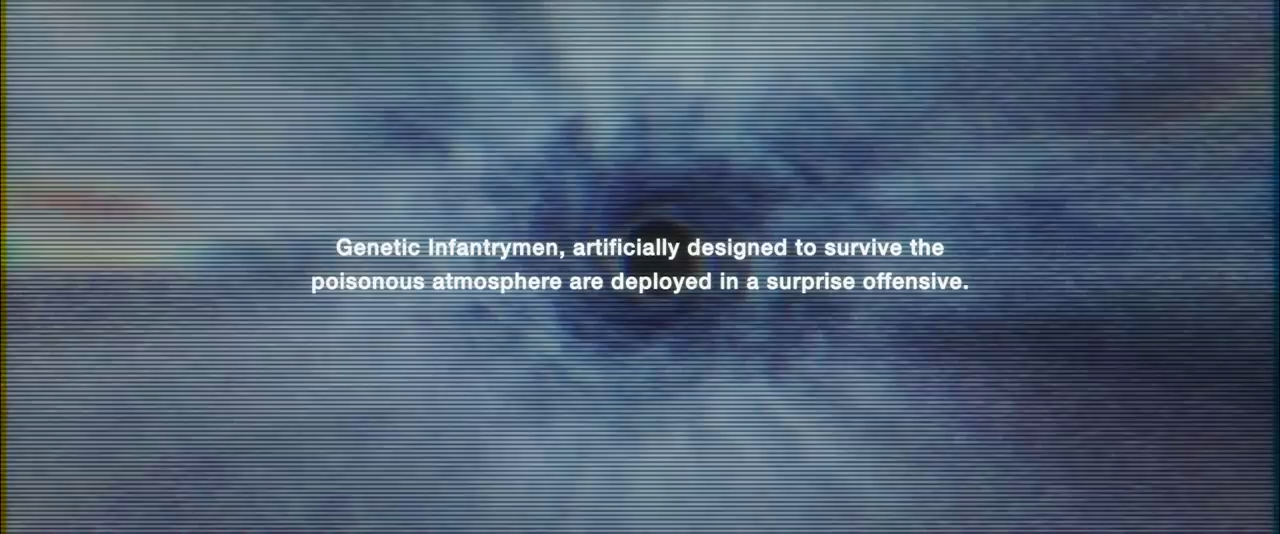 Genetic Infantrymen, artificially designed to survive the
poisonous atmosphere are deployed in a surprise offensive.